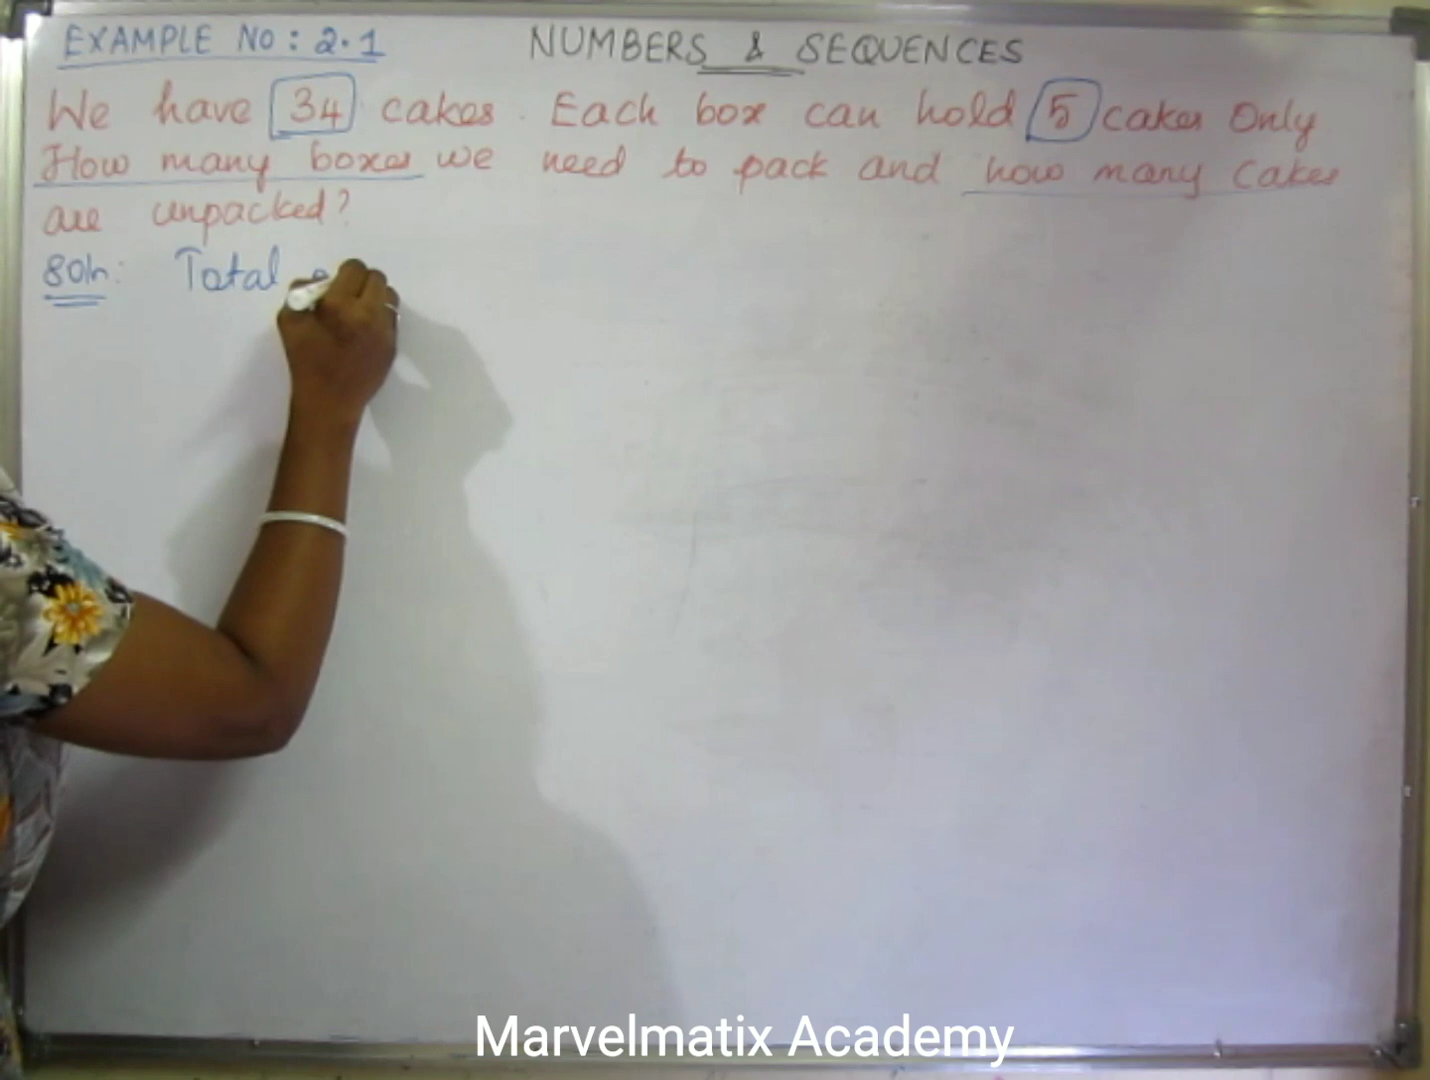 EXAMPLE NO: 2.1
NUMBERS & SEQUENCES
We have 34 cakes. Each box can hold 5 cakes Only
How many boxes we need to pack and how many Cakes
are unpacked?
Soln: Total
Marvelmatix Academy